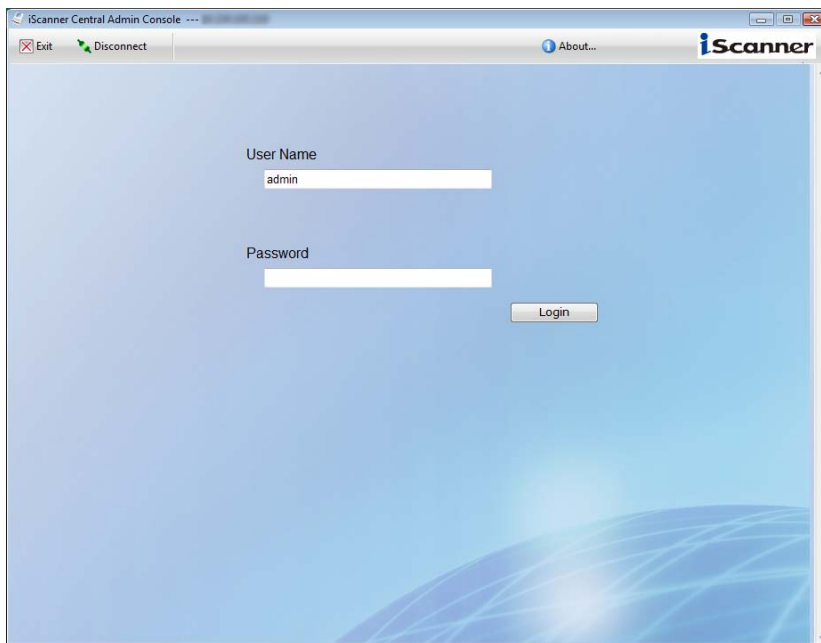 iScanner Central Admin Console ---
Exit Disconnect About... iScanner
User Name
admin
Password
Login